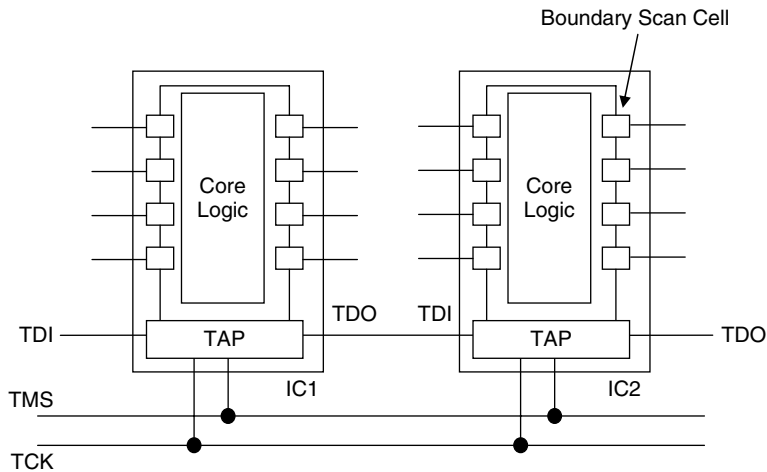 Boundary Scan Cell
Core
Logic
Core
Logic
TDI
TAP
TDO
TDI
TAP
TDO
IC1
IC2
TMS
TCK